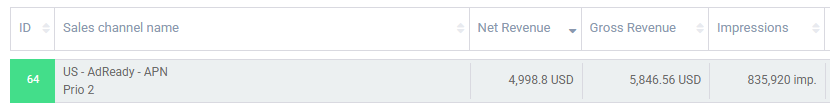 ID Sales channel name Net Revenue Gross Revenue Impressions
64 US - AdReady - APN 4,998.8 USD 5,846.56 USD 835,920 imp.
Prio 2